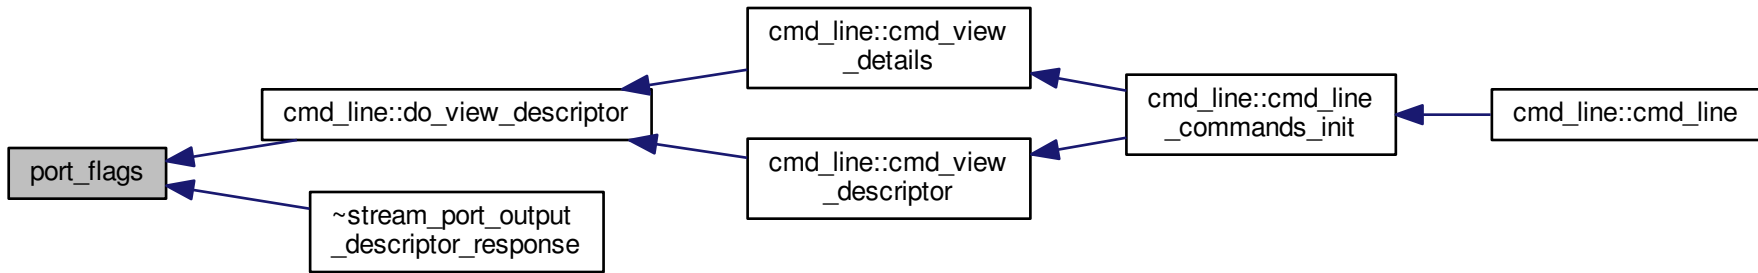 port_flags
cmd_line::do_view_descriptor
~stream_port_output
_descriptor_response
cmd_line::cmd_view
_details
cmd_line::cmd_view
_descriptor
cmd_line::cmd_line
_commands_init
cmd_line::cmd_line